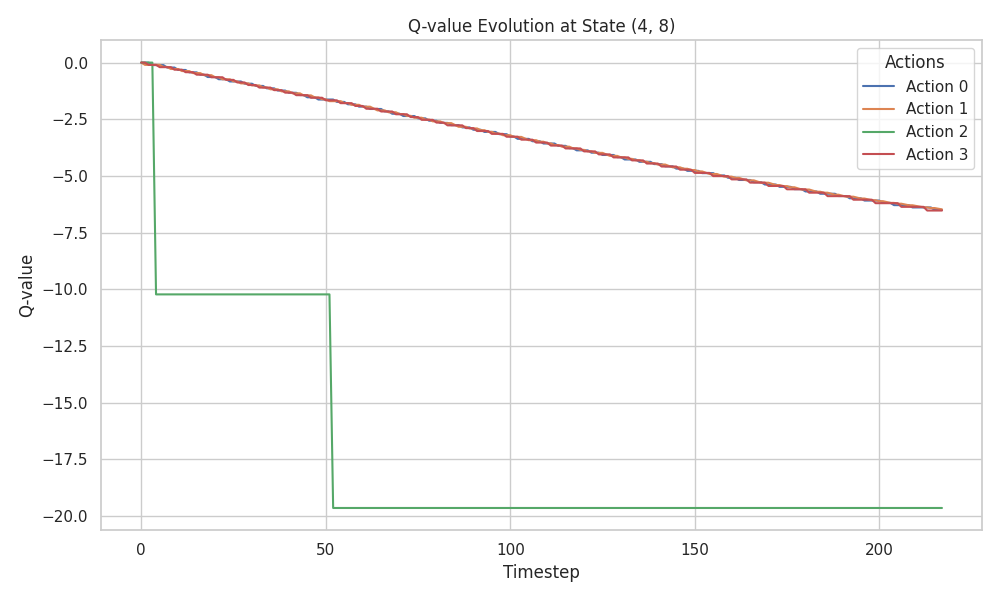 Q-value Evolution at State (4, 8)
Actions
Action 0
Action 1
Action 2
Action 3
Q-value
0.0
−2.5
−5.0
−7.5
−10.0
−12.5
−15.0
−17.5
−20.0
0 50 100 150 200
Timestep